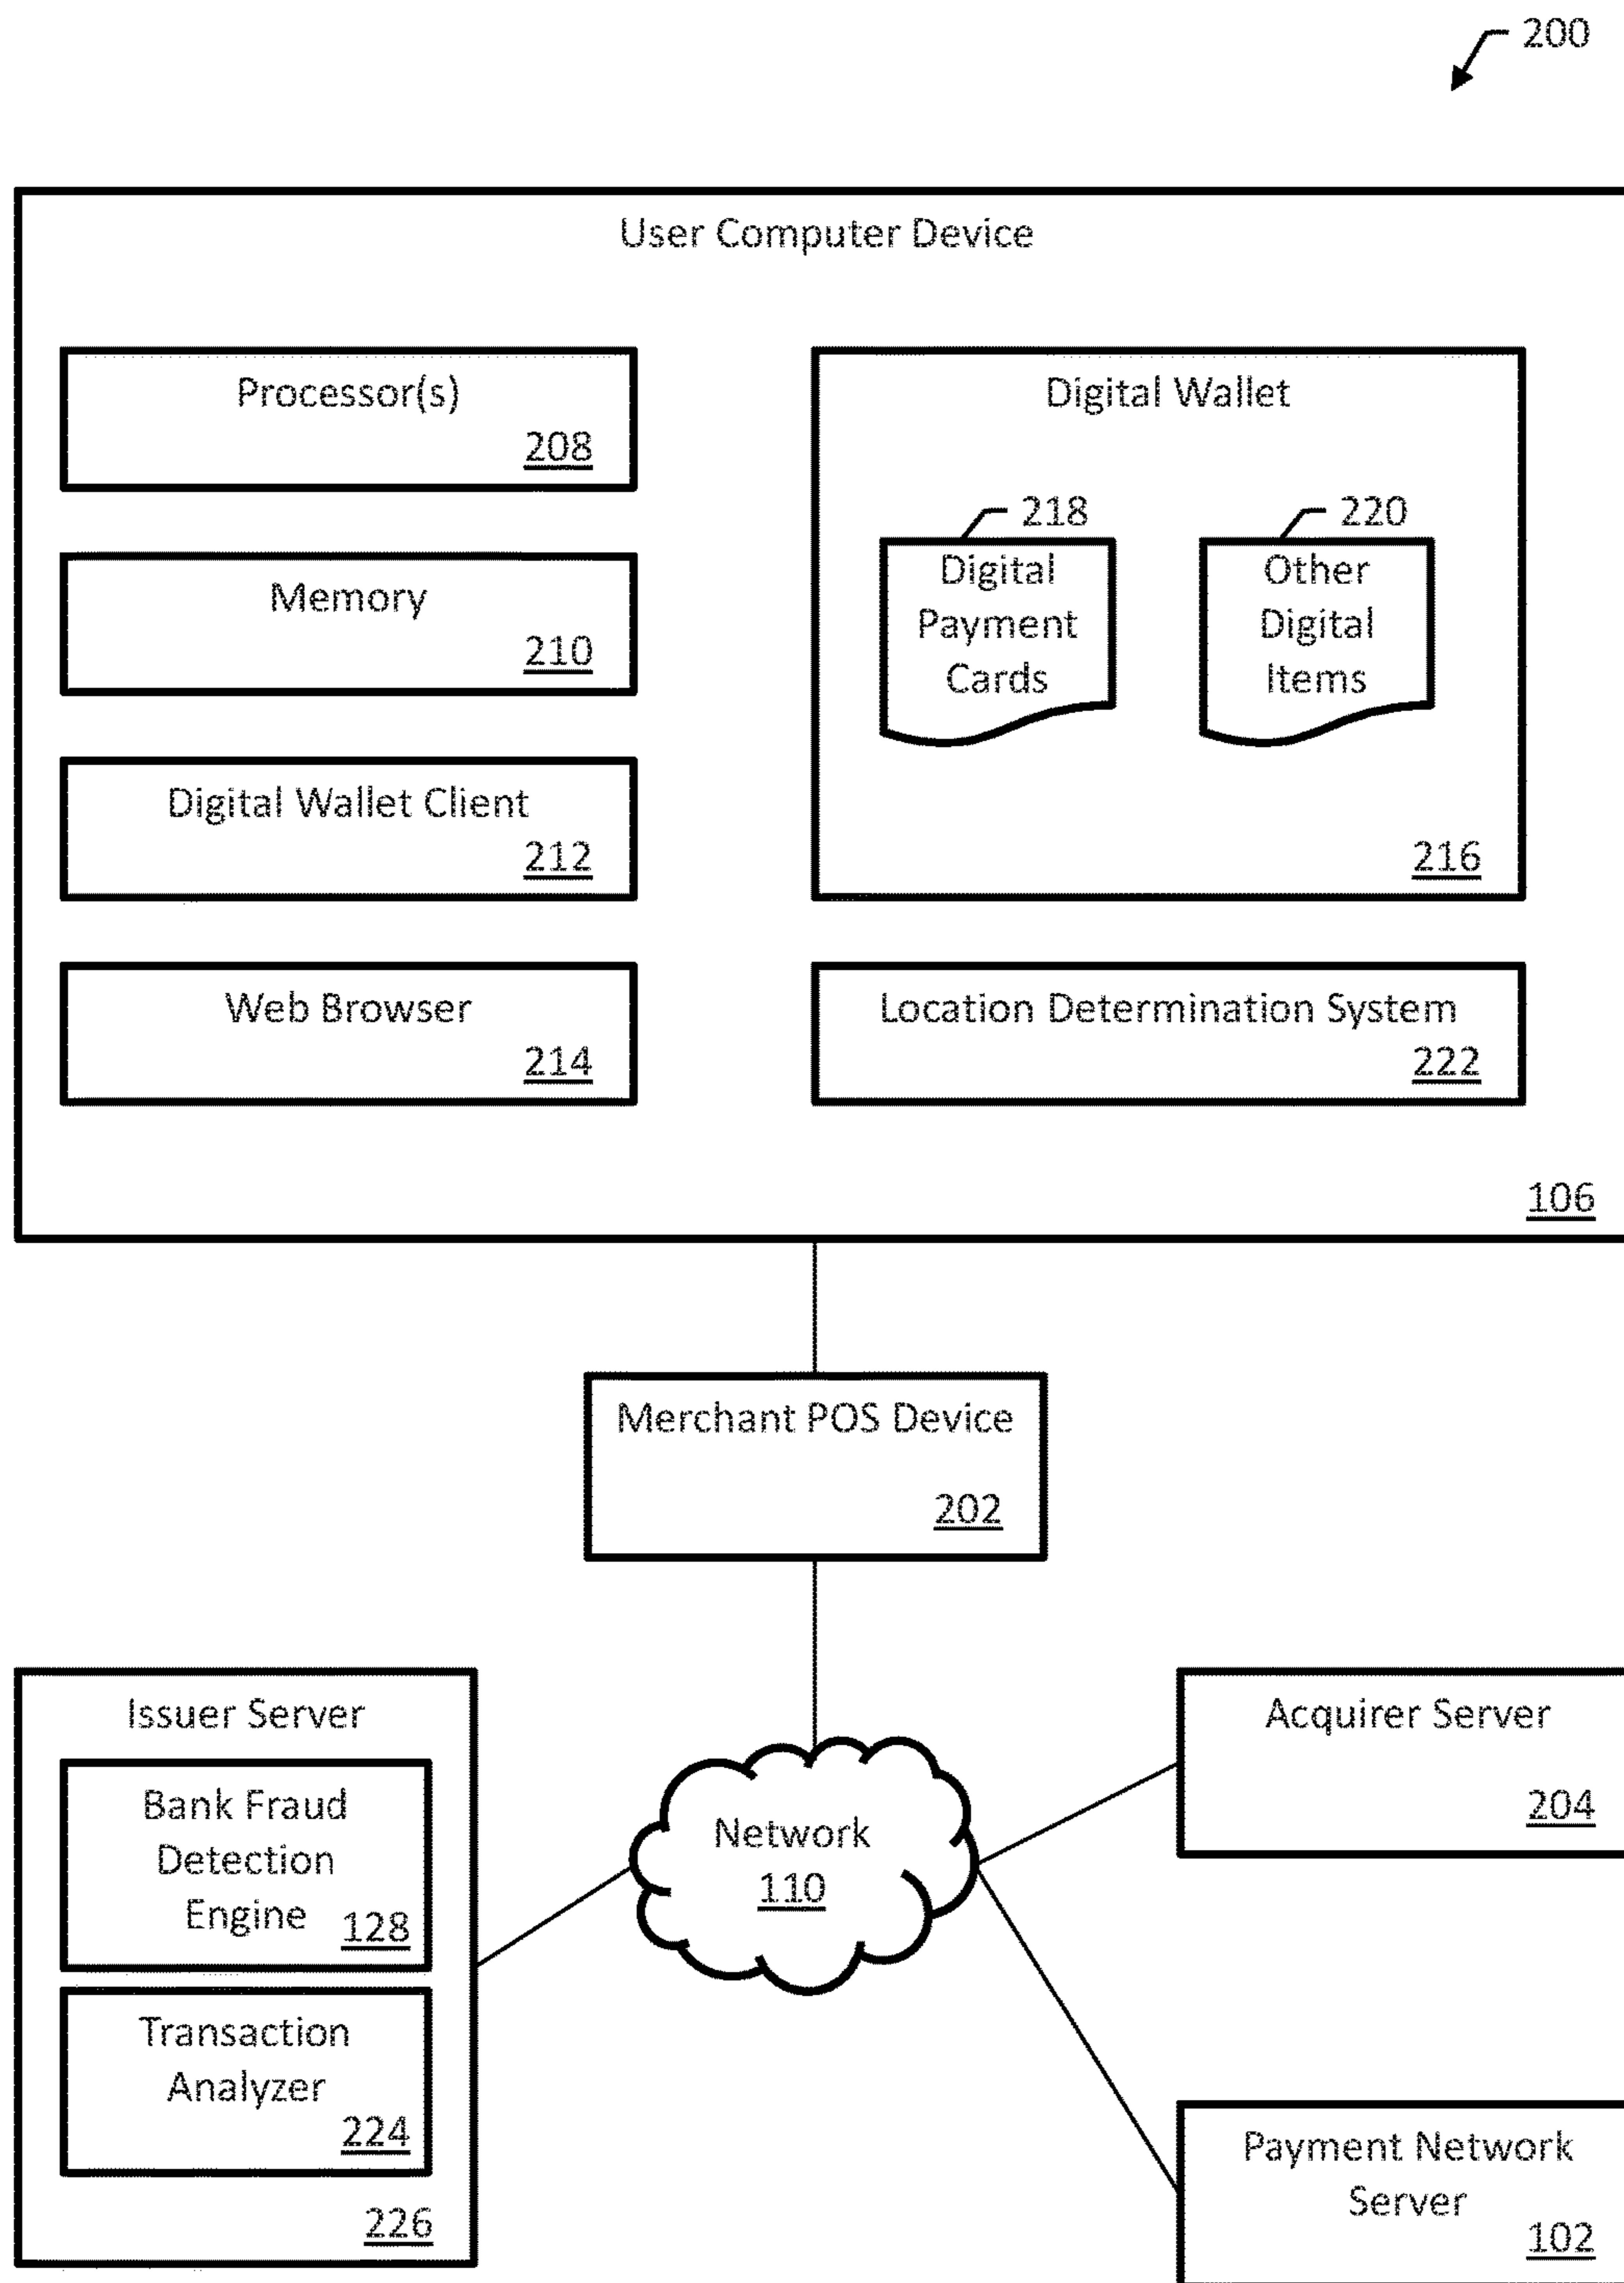 200
User Computer Device
Processor(s)
208
Memory
210
Digital Wallet Client
212
Web Browser
214
Digital Wallet
218
Digital
Payment
Cards
220
Other
Digital
Items
216
Location Determination System
222
106
Merchant POS Device
202
Issuer Server
Bank Fraud
Detection
Engine
128
Transaction
Analyzer
224
226
Network
110
Acquirer Server
204
Payment Network
Server
102